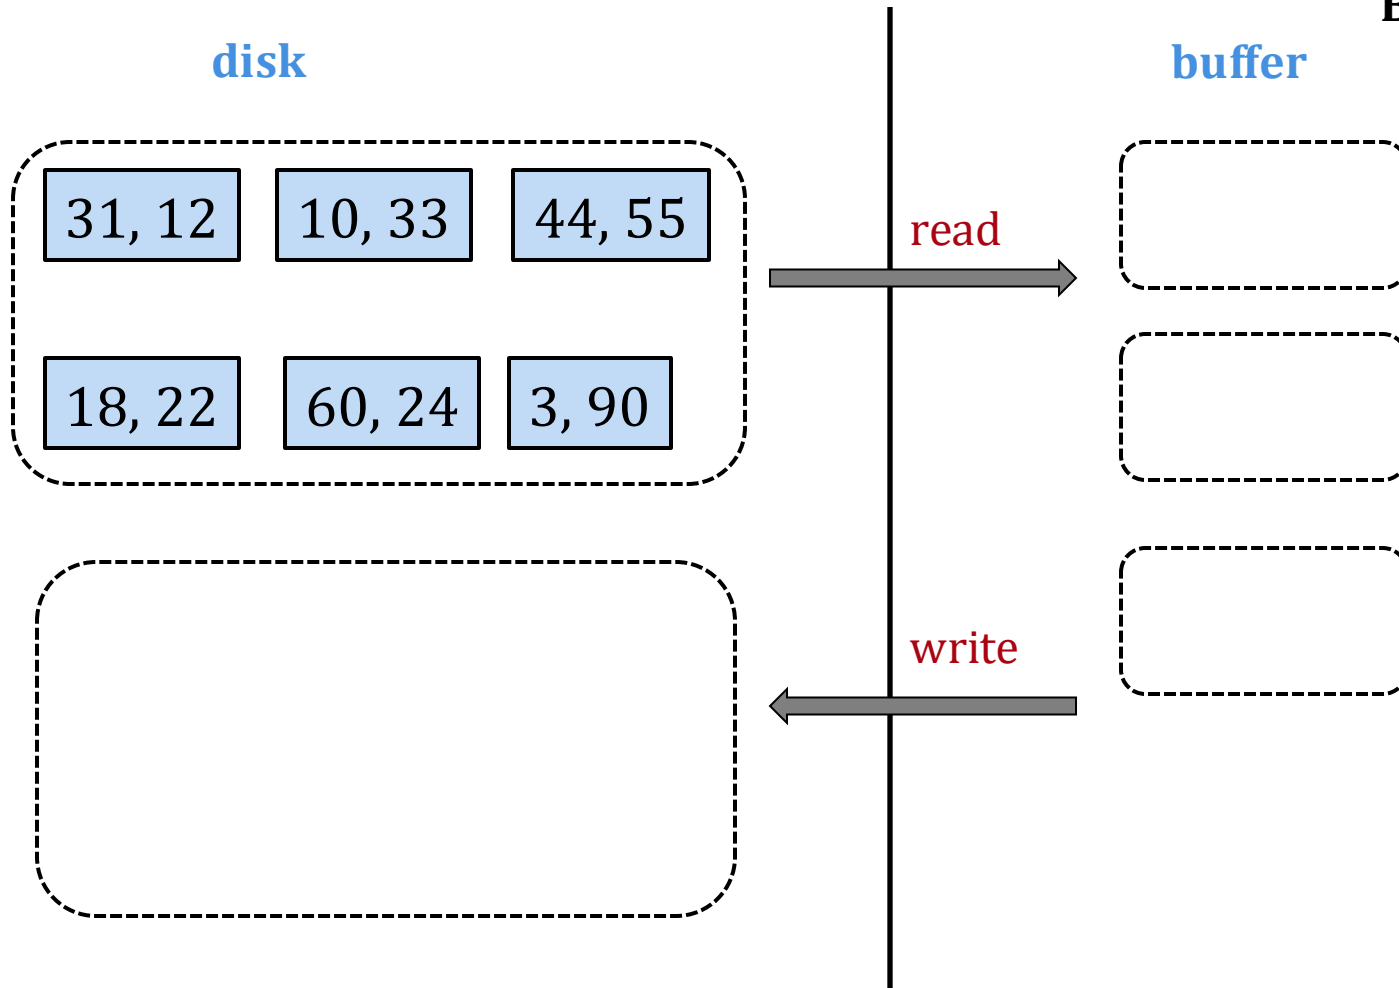 disk
buffer
31, 12
10, 33
44, 55
read
18, 22
60, 24
3, 90
write